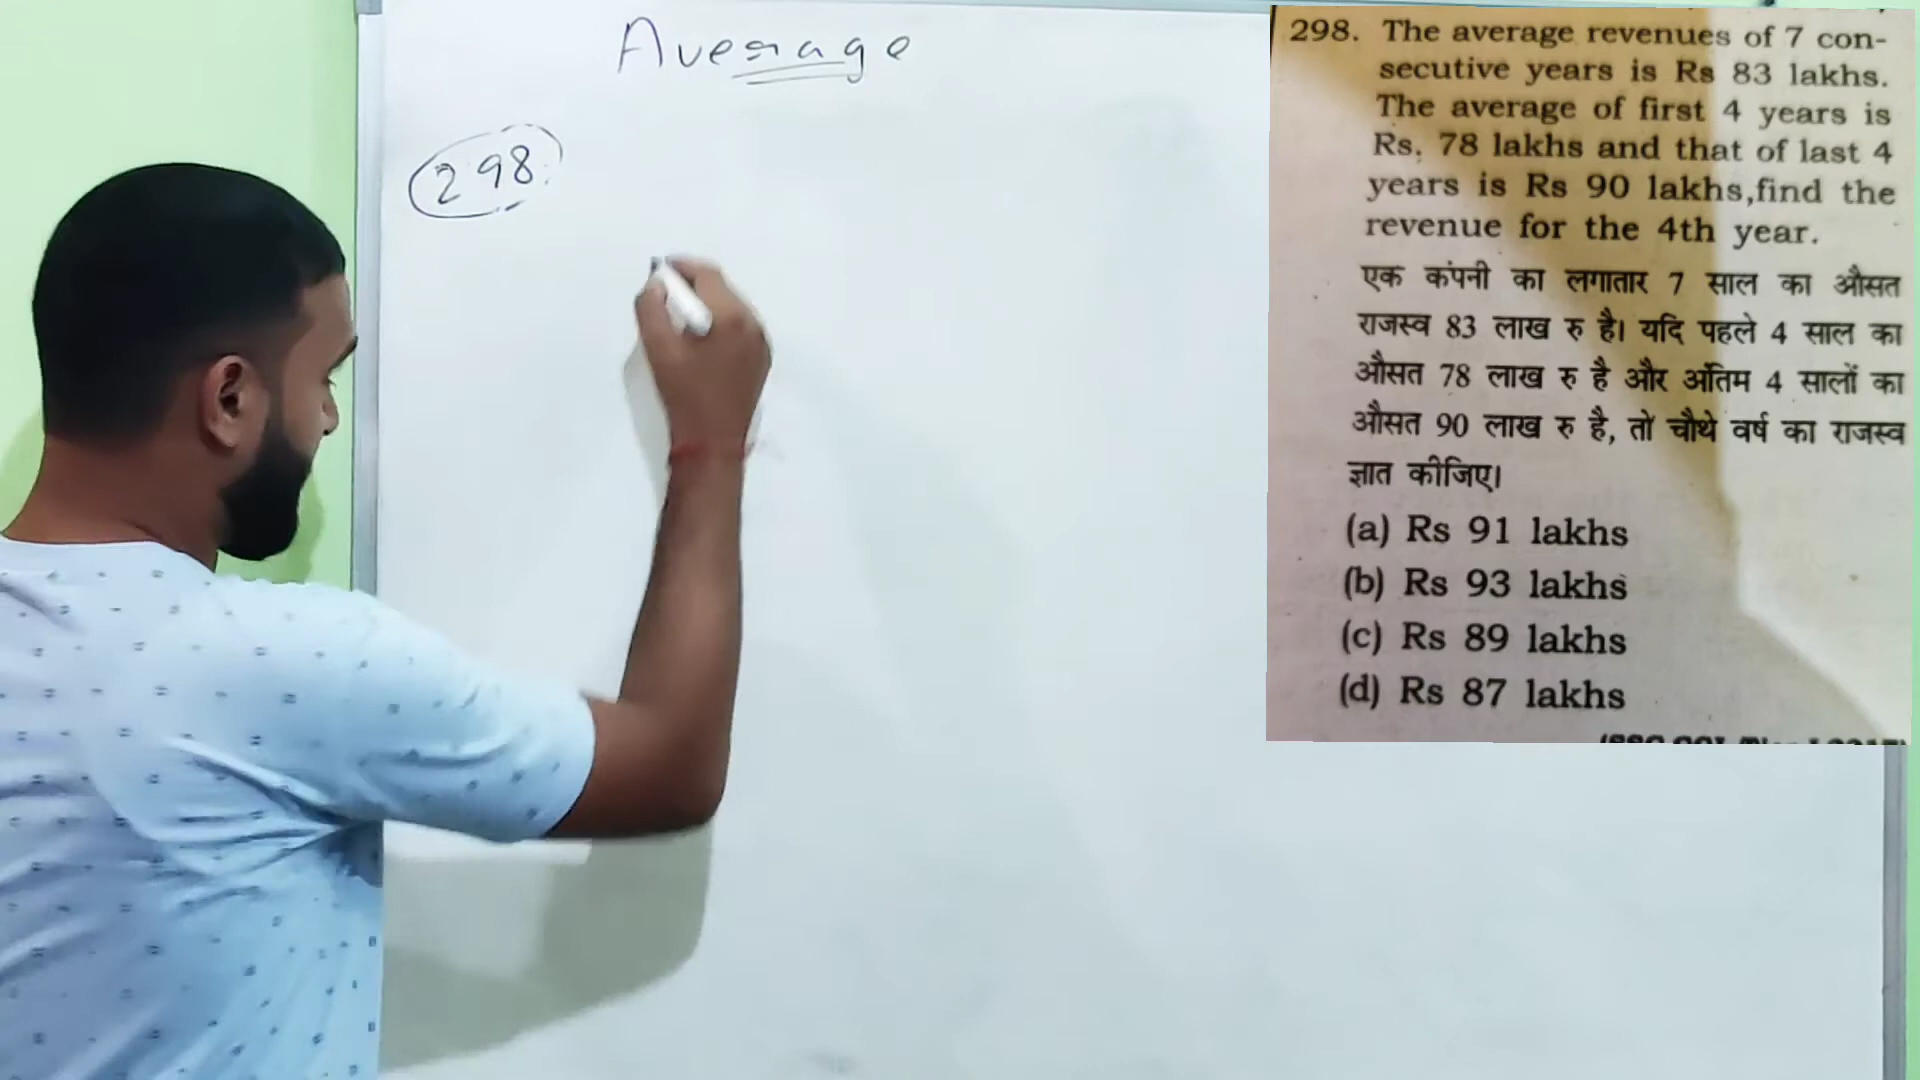 Average
298.
298. The average revenues of 7 con-
secutive years is Rs 83 lakhs.
The average of first 4 years is
Rs. 78 lakhs and that of last 4
years is Rs 90 lakhs,find the
revenue for the 4th year.
एक कंपनी का लगातार 7 साल का औसत
राजस्व 83 लाख रु है। यदि पहले 4 साल का
औसत 78 लाख रु है और अंतिम 4 सालों का
औसत 90 लाख रु है, तो चौथे वर्ष का राजस्व
ज्ञात कीजिए।
(a) Rs 91 lakhs
(b) Rs 93 lakhs
(c) Rs 89 lakhs
(d) Rs 87 lakhs